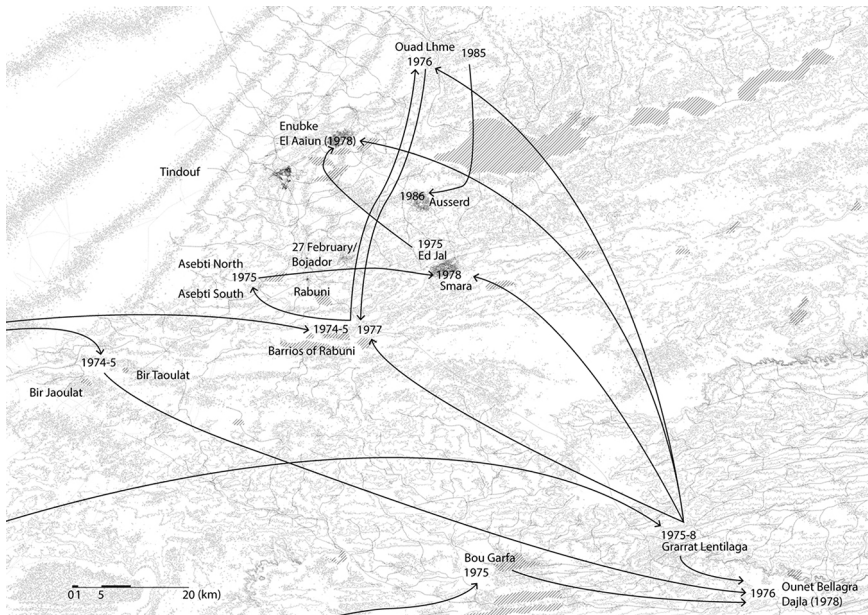 Ouad Lhme
1976
1985
Enubke
El Aaiun (1978)
Tindouf
1986
Ausserd
1975
Ed Jal
27 February/
Bojador
Asebti North
1975
Asebti South
Rabuni
1978
Smara
1974-5
1977
Barrios of Rabuni
1974-5
Bir Taoulat
Bir Jaoulat
1975-8
Grarrat Lentilaga
Bou Garfa
1975
1976
Ounet Bellagra
Dajla (1978)
01 5 20 (km)